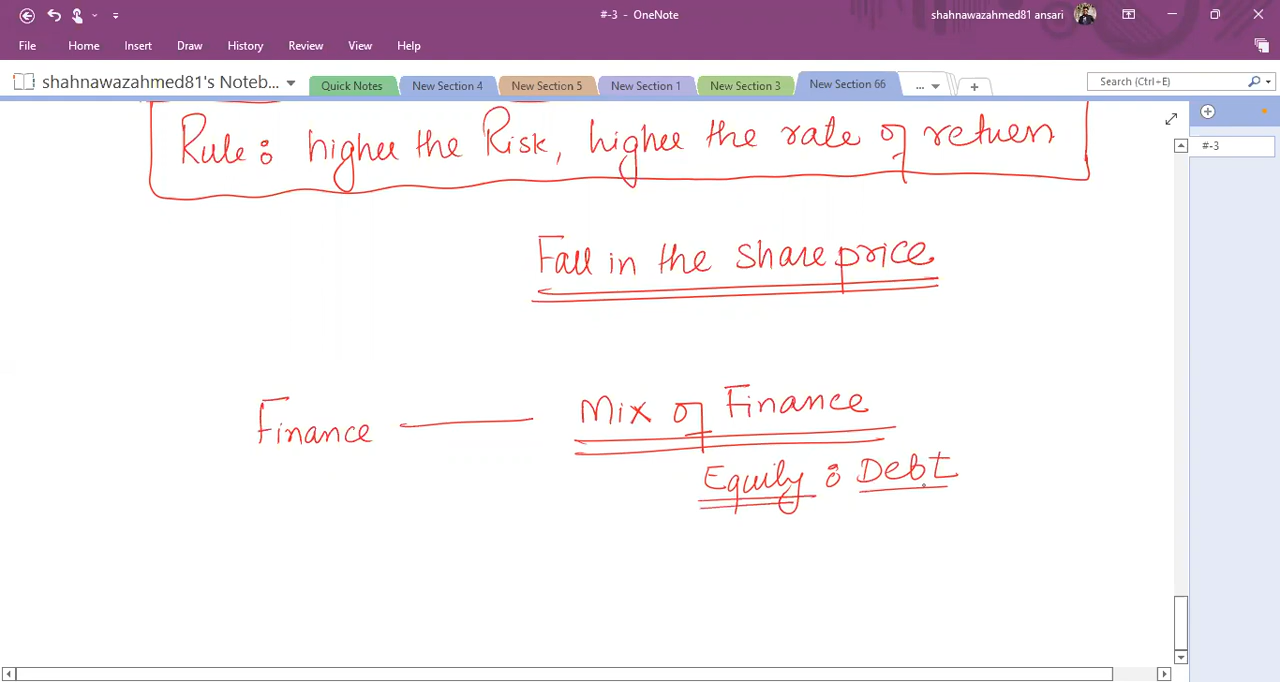 #-3 - OneNote
shahnawazahmed81 ansari
File Home Insert Draw History Review View Help
shahnawazahmed81's Noteb...
Quick Notes New Section 4 New Section 5 New Section 1 New Section 3 New Section 66 ...
Search (Ctrl+E)
#-3
Rule: higher the Risk, higher the rate of return
Fall in the share price
Finance Mix of Finance
Equity : Debt